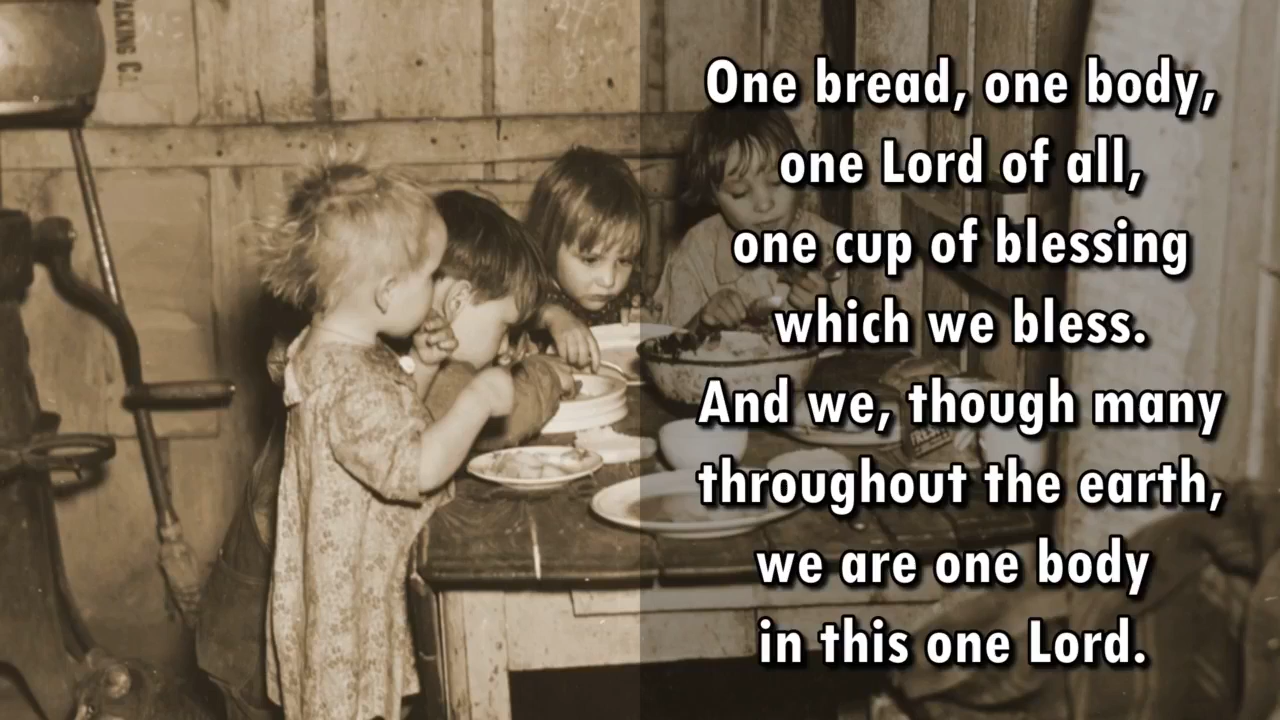 PACKING C
One bread, one body,
one Lord of all,
one cup of blessing
which we bless.
And we, though many
throughout the earth,
we are one body
in this one Lord.